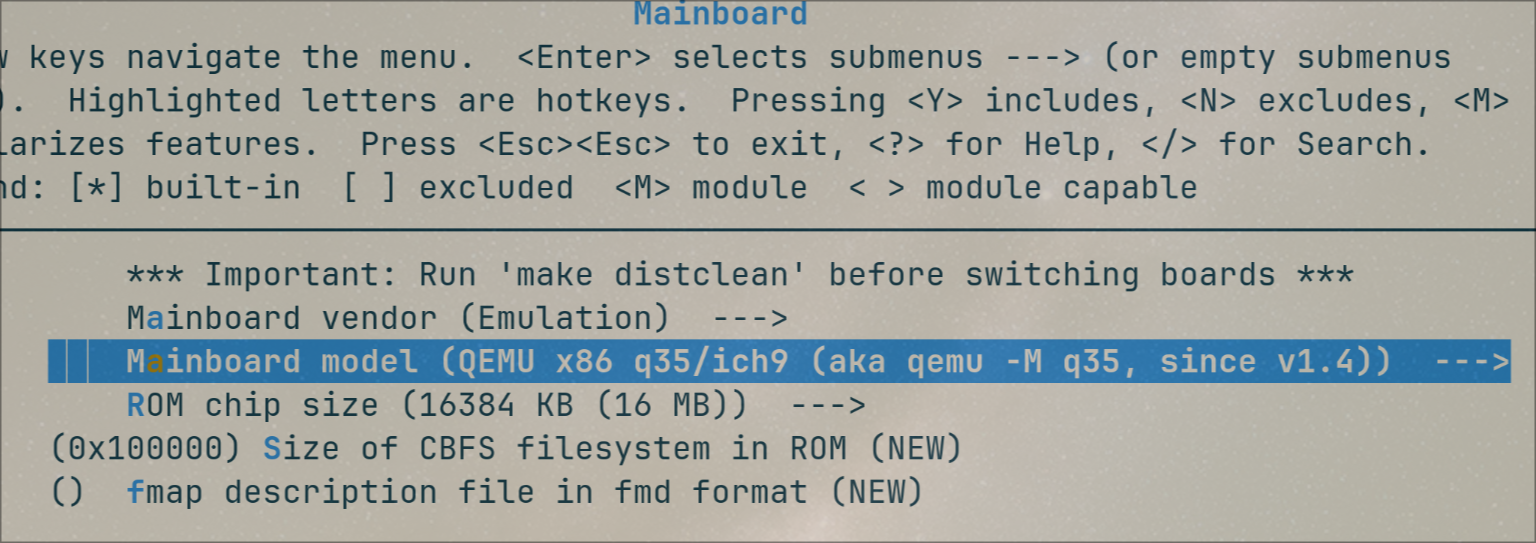 Mainboard
keys navigate the menu.  <Enter> selects submenus ---> (or empty submenus
).  Highlighted letters are hotkeys.  Pressing <Y> includes, <N> excludes, <M>
larizes features.  Press <Esc><Esc> to exit, <?> for Help, </> for Search.
nd: [*] built-in  [ ] excluded  <M> module  < > module capable
*** Important: Run 'make distclean' before switching boards ***
Mainboard vendor (Emulation)  --->
Mainboard model (QEMU x86 q35/ich9 (aka qemu -M q35, since v1.4))  --->
ROM chip size (16384 KB (16 MB))  --->
(0x100000) Size of CBFS filesystem in ROM (NEW)
()  fmap description file in fmd format (NEW)